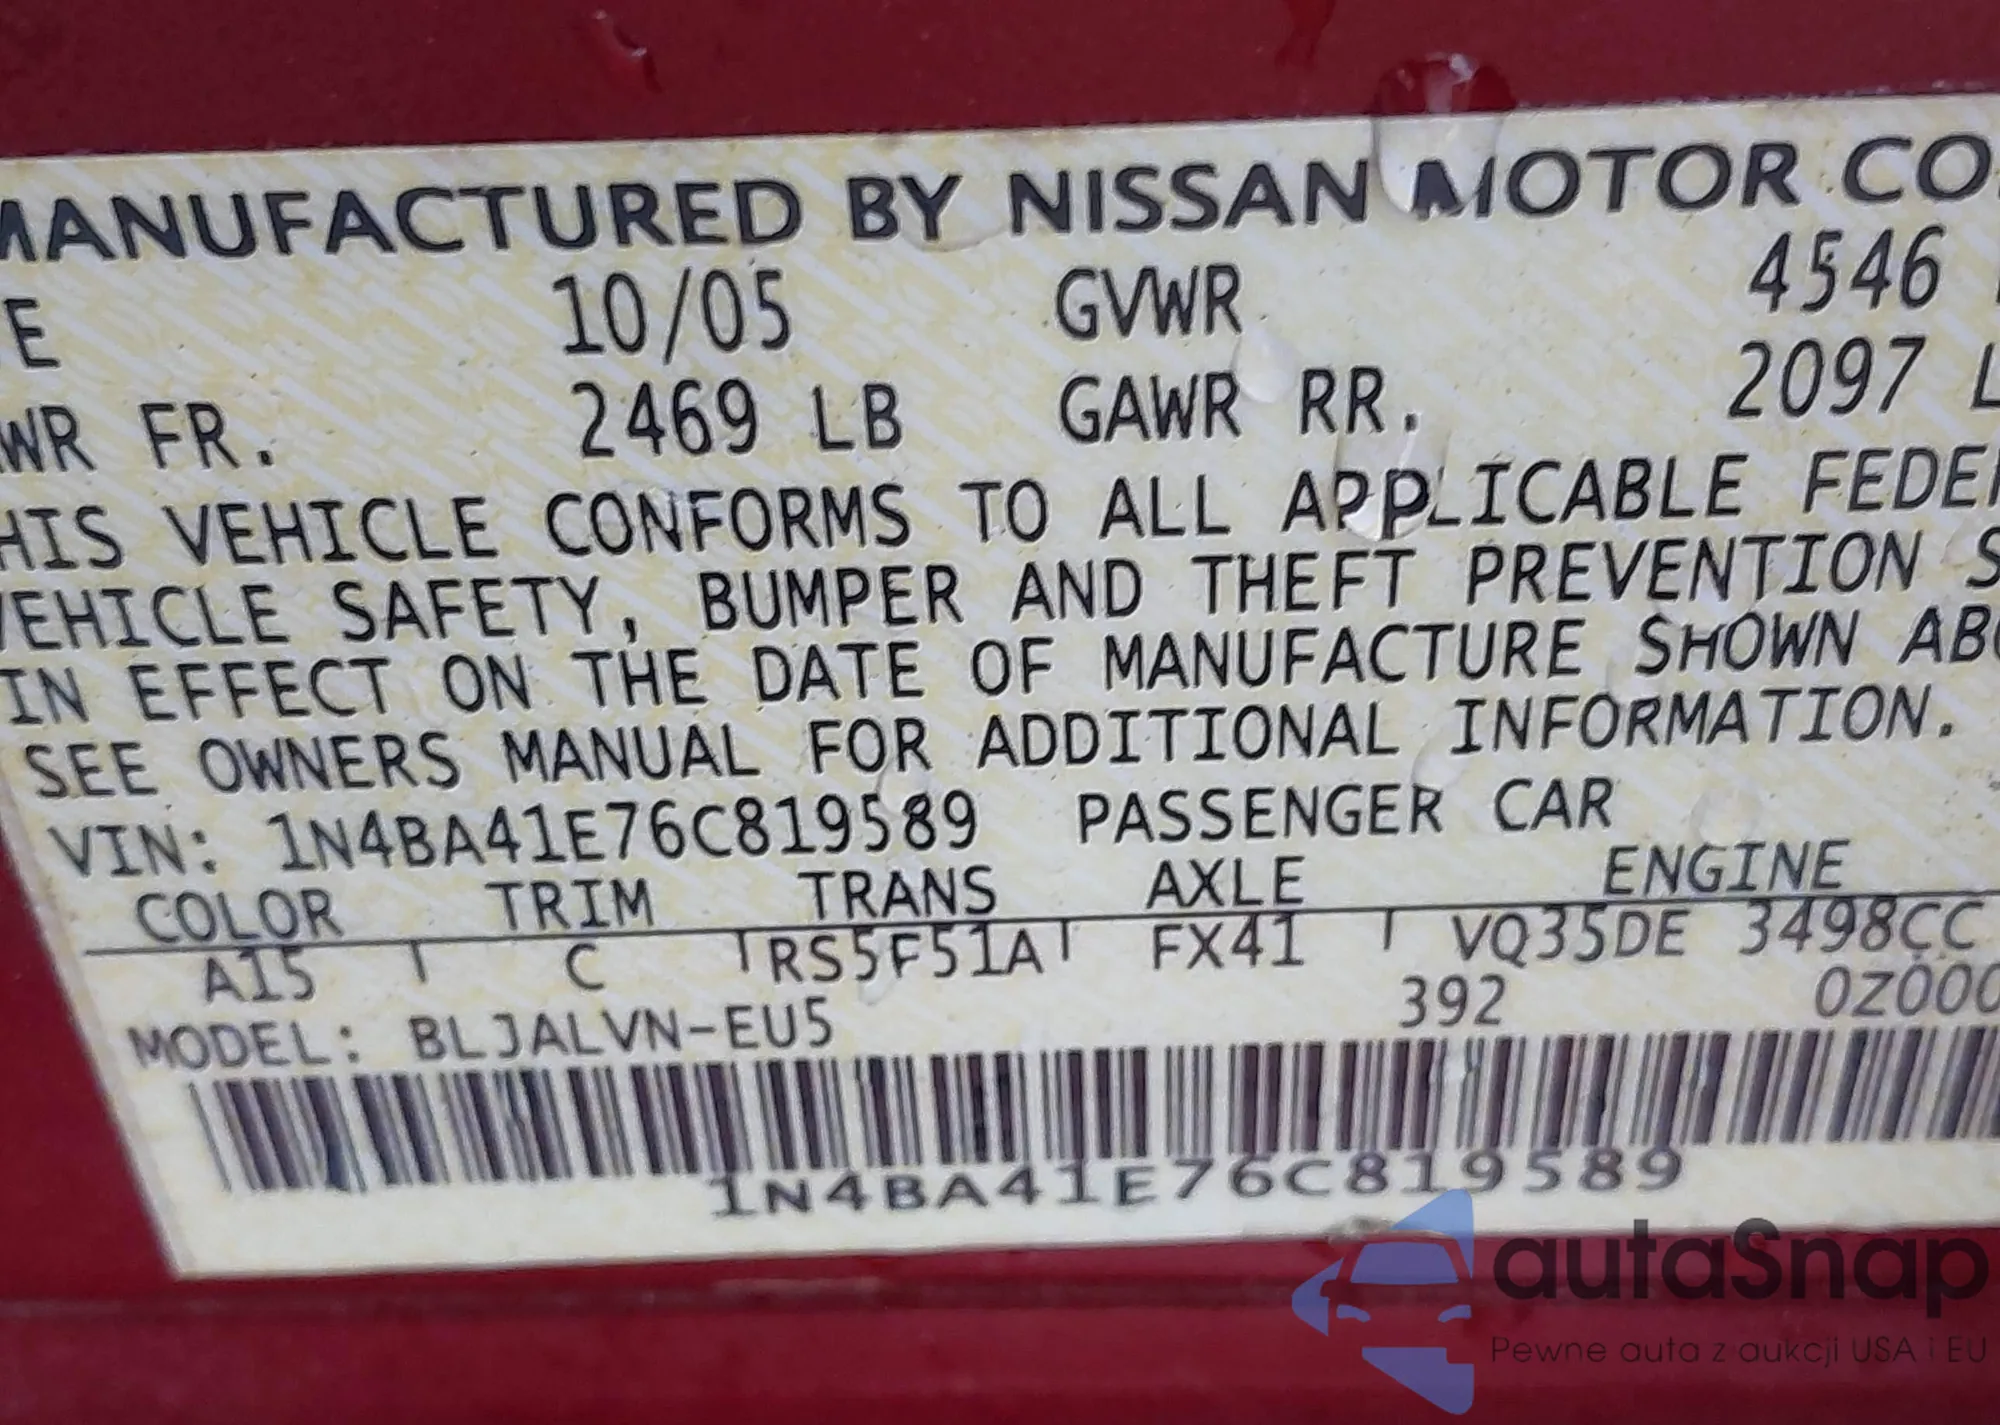 MANUFACTURED BY NISSAN MOTOR CO.
E 10/05 GVWR 4546
WR FR. 2469 LB GAWR RR. 2097 L
HIS VEHICLE CONFORMS TO ALL APPLICABLE FEDER
VEHICLE SAFETY, BUMPER AND THEFT PREVENTION S
IN EFFECT ON THE DATE OF MANUFACTURE SHOWN ABO
SEE OWNERS MANUAL FOR ADDITIONAL INFORMATION.
VIN: 1N4BA41E76C819589 PASSENGER CAR
COLOR TRIM TRANS AXLE ENGINE
A15 C RS5F51A FX41 VQ35DE 3498CC
MODEL: BLJALVN-EU5 392 0Z000
1N4BA41E76C819589
autaSnap
Pewne auta z aukcji USA i EU